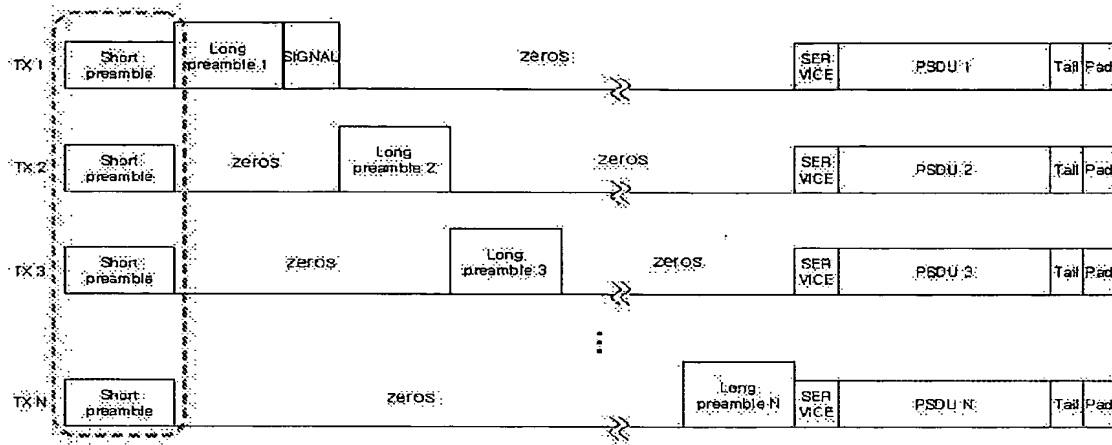 TX 1
Short
preamble
Long
preamble 1
SIGNAL
zeros
SER
VICE
PSDU 1
Tail
Pad
TX 2
Short
preamble
zeros
Long
preamble 2
zeros
SER
VICE
PSDU 2
Tail
Pad
TX 3
Short
preamble
zeros
Long
preamble 3
zeros
SER
VICE
PSDU 3
Tail
Pad
TX N
Short
preamble
zeros
Long
preamble N
SER
VICE
PSDU N
Tail
Pad